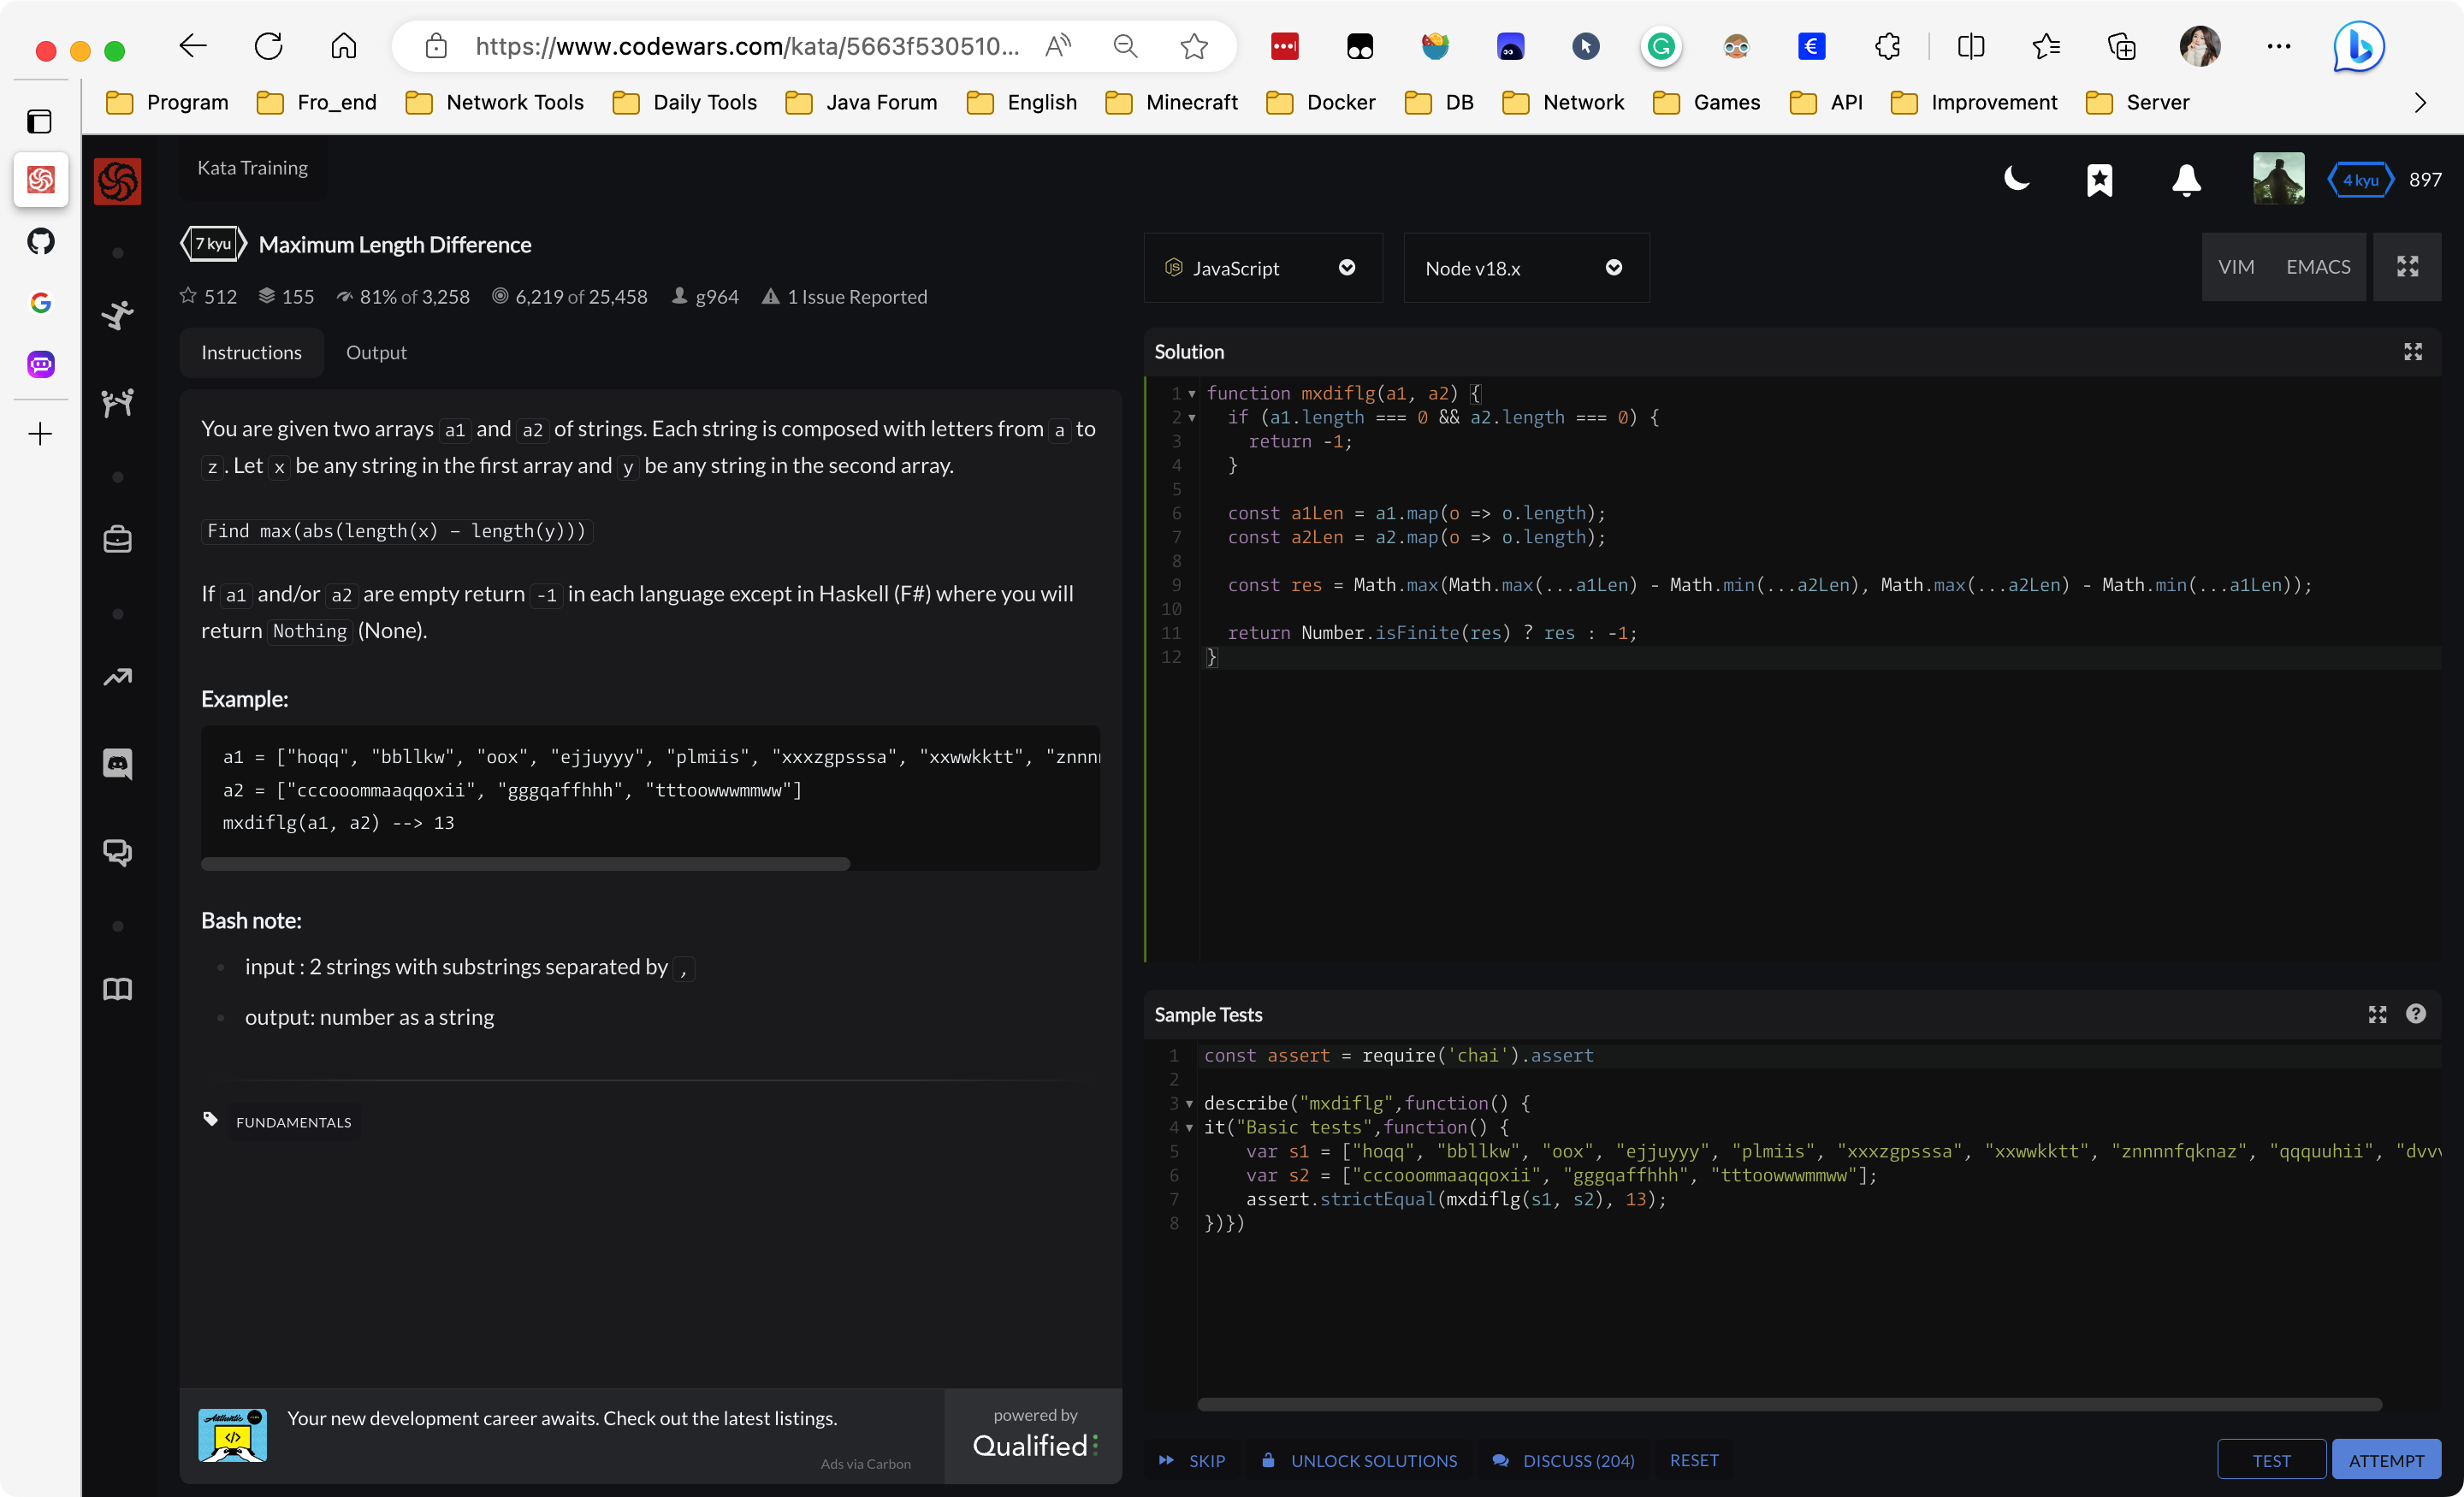 https://www.codewars.com/kata/5663f530510...
Program Fro_end Network Tools Daily Tools Java Forum English Minecraft Docker DB Network Games API Improvement Server
Kata Training
4 kyu 897
7 kyu Maximum Length Difference
512 155 81% of 3,258 6,219 of 25,458 g964 1 Issue Reported
Instructions Output
You are given two arrays a1 and a2 of strings. Each string is composed with letters from a to
z. Let x be any string in the first array and y be any string in the second array.
Find max(abs(length(x) − length(y)))
If a1 and/or a2 are empty return -1 in each language except in Haskell (F#) where you will
return Nothing (None).
Example:
a1 = ["hoqq", "bbllkw", "oox", "ejjuyyy", "plmiis", "xxxzgpsssa", "xxwwkktt", "znnn
a2 = ["cccooommaaqqoxii", "gggqaffhhh", "tttoowwwmmww"]
mxdiflg(a1, a2) --> 13
Bash note:
input : 2 strings with substrings separated by ,
output: number as a string
FUNDAMENTALS
Your new development career awaits. Check out the latest listings.
Ads via Carbon
powered by
Qualified
JavaScript Node v18.x VIM EMACS
Solution
1 function mxdiflg(a1, a2) {
2 if (a1.length === 0 && a2.length === 0) {
3 return -1;
4 }
5
6 const a1Len = a1.map(o => o.length);
7 const a2Len = a2.map(o => o.length);
8
9 const res = Math.max(Math.max(...a1Len) - Math.min(...a2Len), Math.max(...a2Len) - Math.min(...a1Len));
10
11 return Number.isFinite(res) ? res : -1;
12 }
Sample Tests
1 const assert = require('chai').assert
2
3 describe("mxdiflg",function() {
4 it("Basic tests",function() {
5 var s1 = ["hoqq", "bbllkw", "oox", "ejjuyyy", "plmiis", "xxxzgpsssa", "xxwwkktt", "znnnnfqknaz", "qqquuhii", "dvv
6 var s2 = ["cccooommaaqqoxii", "gggqaffhhh", "tttoowwwmmww"];
7 assert.strictEqual(mxdiflg(s1, s2), 13);
8 })})
SKIP UNLOCK SOLUTIONS DISCUSS (204) RESET TEST ATTEMPT